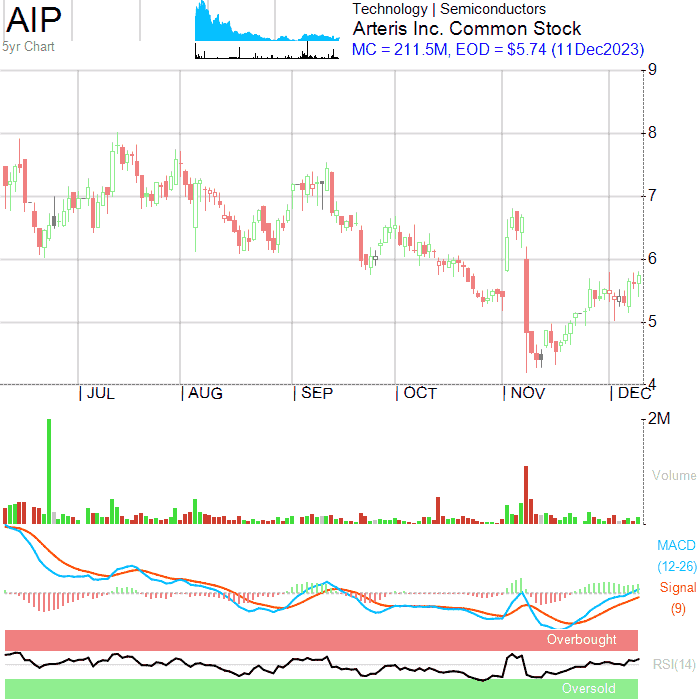 AIP
5yr Chart
Technology | Semiconductors
Arteris Inc. Common Stock
MC = 211.5M, EOD = $5.74 (11Dec2023)
9
8
7
6
5
4
| JUL | AUG | SEP | OCT | NOV | DEC
2M
Volume
MACD
(12-26)
Signal
(9)
Overbought
RSI(14)
Oversold